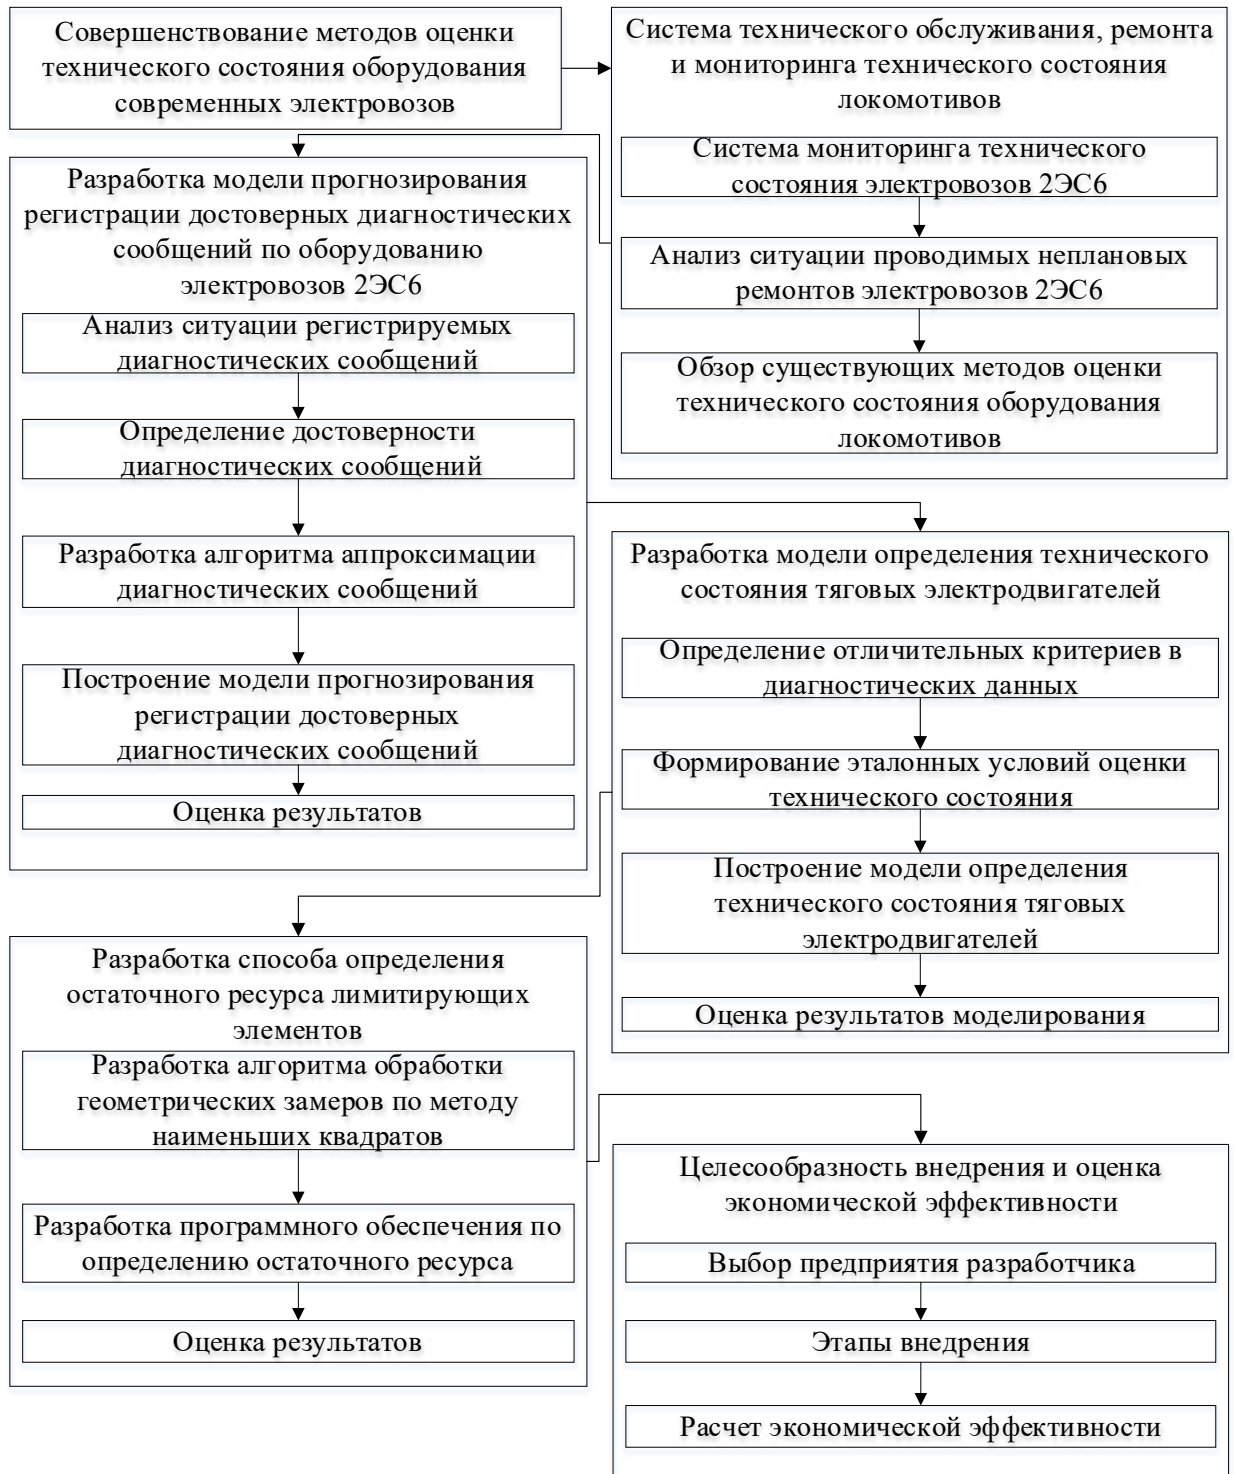 Совершенствование методов оценки
технического состояния оборудования
современных электровозов
Система технического обслуживания, ремонта
и мониторинга технического состояния
локомотивов
Система мониторинга технического
состояния электровозов 2ЭС6
Анализ ситуации проводимых неплановых
ремонтов электровозов 2ЭС6
Обзор существующих методов оценки
технического состояния оборудования
локомотивов
Разработка модели прогнозирования
регистрации достоверных диагностических
сообщений по оборудованию
электровозов 2ЭС6
Анализ ситуации регистрируемых
диагностических сообщений
Определение достоверности
диагностических сообщений
Разработка алгоритма аппроксимации
диагностических сообщений
Построение модели прогнозирования
регистрации достоверных
диагностических сообщений
Оценка результатов
Разработка модели определения технического
состояния тяговых электродвигателей
Определение отличительных критериев в
диагностических данных
Формирование эталонных условий оценки
технического состояния
Построение модели определения
технического состояния тяговых
электродвигателей
Оценка результатов моделирования
Разработка способа определения
остаточного ресурса лимитирующих
элементов
Разработка алгоритма обработки
геометрических замеров по методу
наименьших квадратов
Разработка программного обеспечения по
определению остаточного ресурса
Оценка результатов
Целесообразность внедрения и оценка
экономической эффективности
Выбор предприятия разработчика
Этапы внедрения
Расчет экономической эффективности